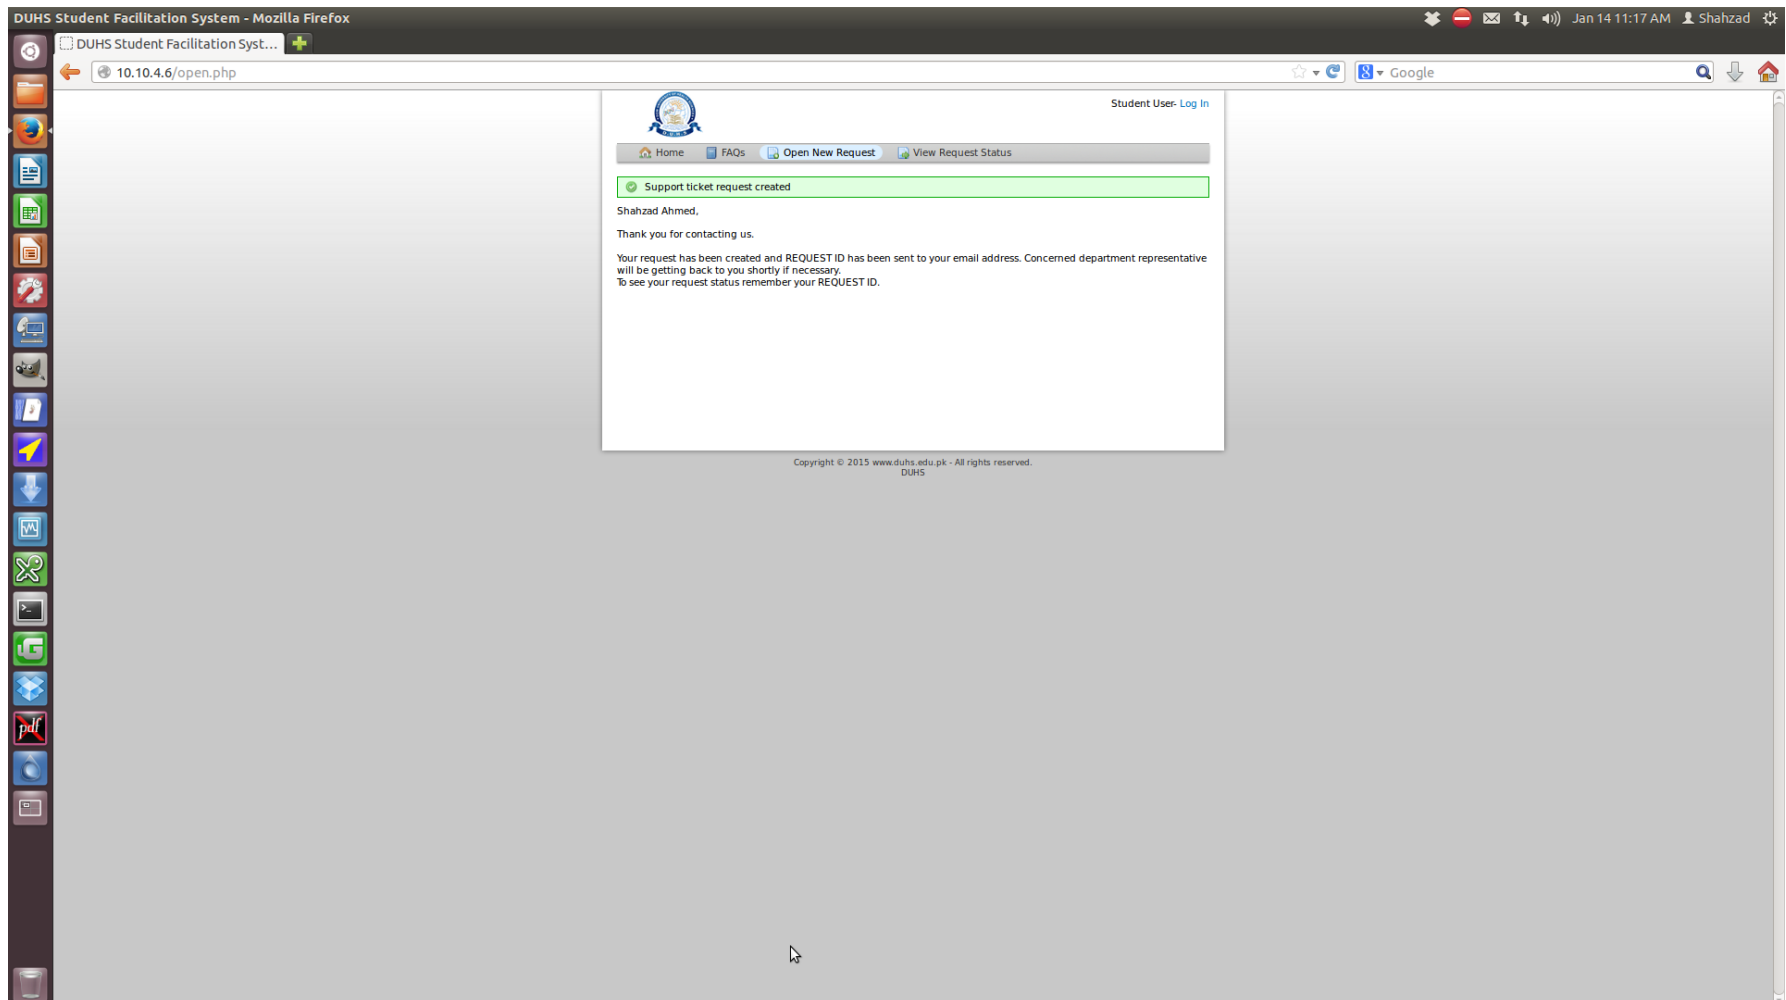 DUHS Student Facilitation System - Mozilla Firefox
Jan 14 11:17 AM Shahzad
DUHS Student Facilitation Syst...
10.10.4.6/open.php
8 Google
Student User- Log In
D.U.H.S
Home FAQs Open New Request View Request Status
Support ticket request created
Shahzad Ahmed,
Thank you for contacting us.
Your request has been created and REQUEST ID has been sent to your email address. Concerned department representative
will be getting back to you shortly if necessary.
To see your request status remember your REQUEST ID.
Copyright © 2015 www.duhs.edu.pk - All rights reserved.
DUHS
pdf